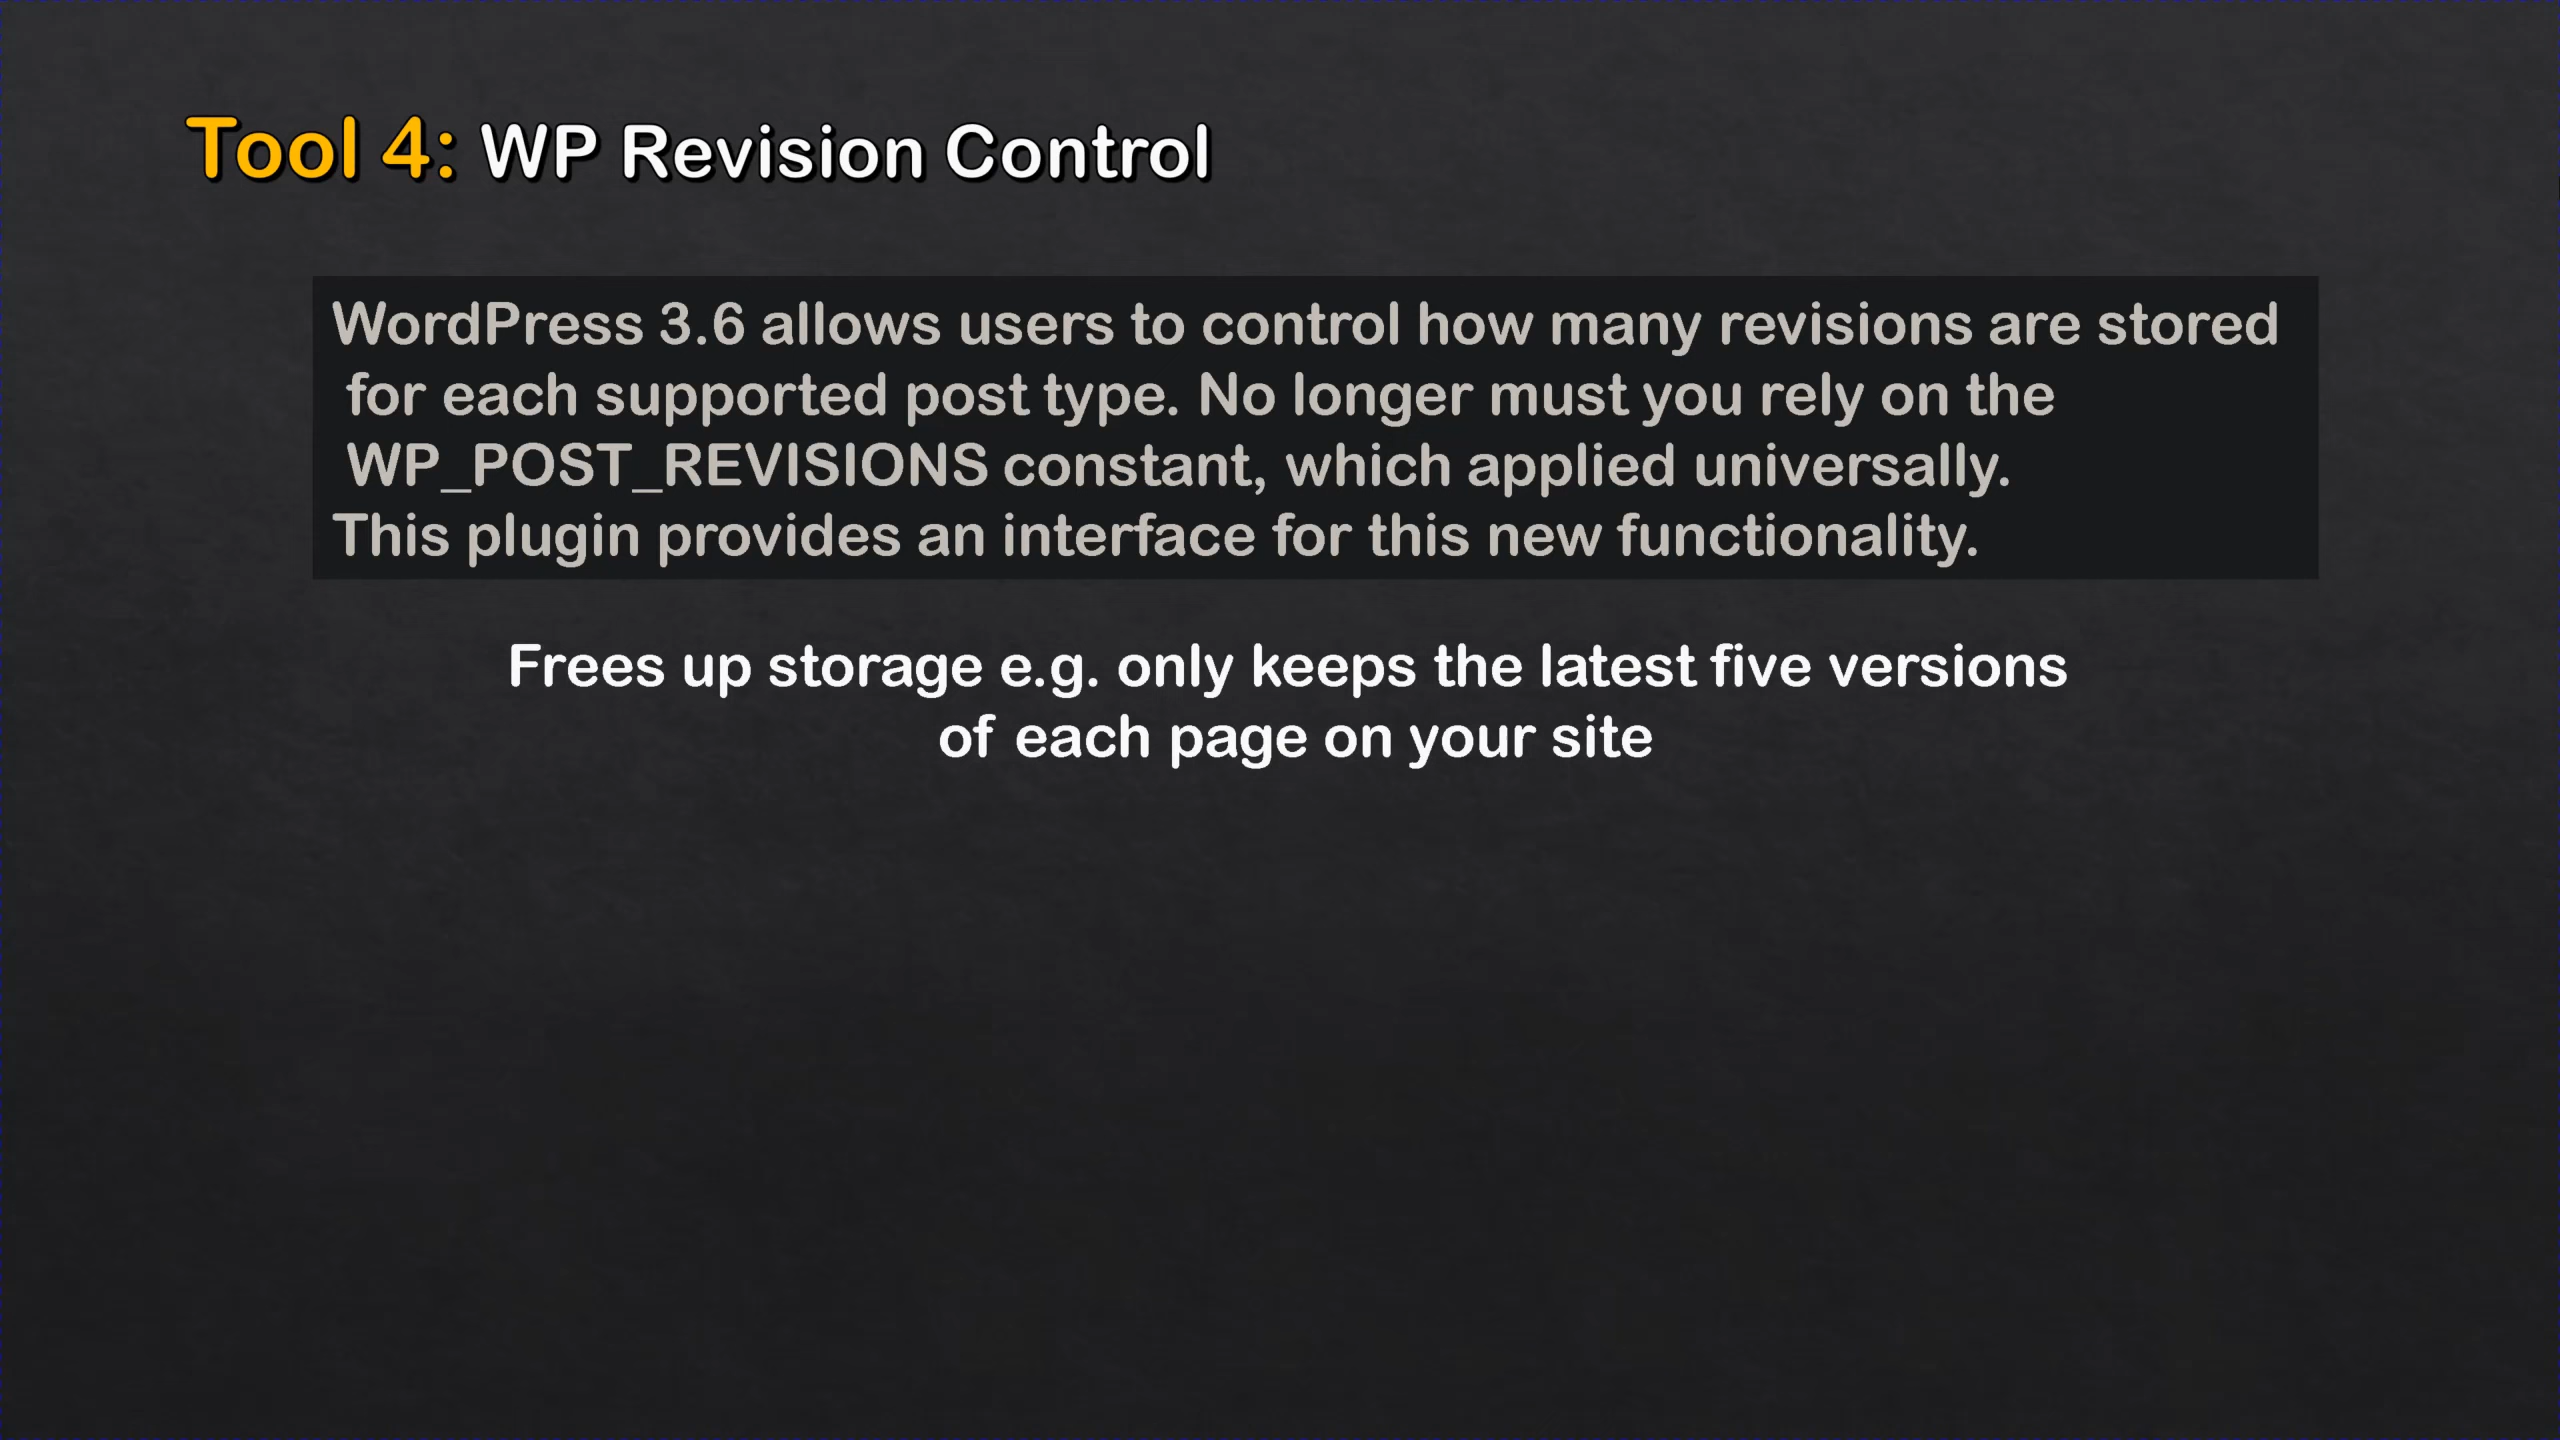 Tool 4: WP Revision Control
WordPress 3.6 allows users to control how many revisions are stored
for each supported post type. No longer must you rely on the
WP_POST_REVISIONS constant, which applied universally.
This plugin provides an interface for this new functionality.
Frees up storage e.g. only keeps the latest five versions
of each page on your site